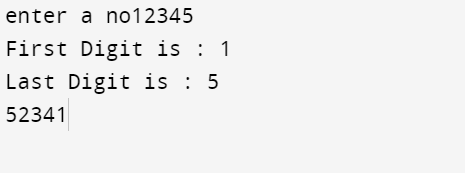 enter a no12345
First Digit is : 1
Last Digit is : 5
52341